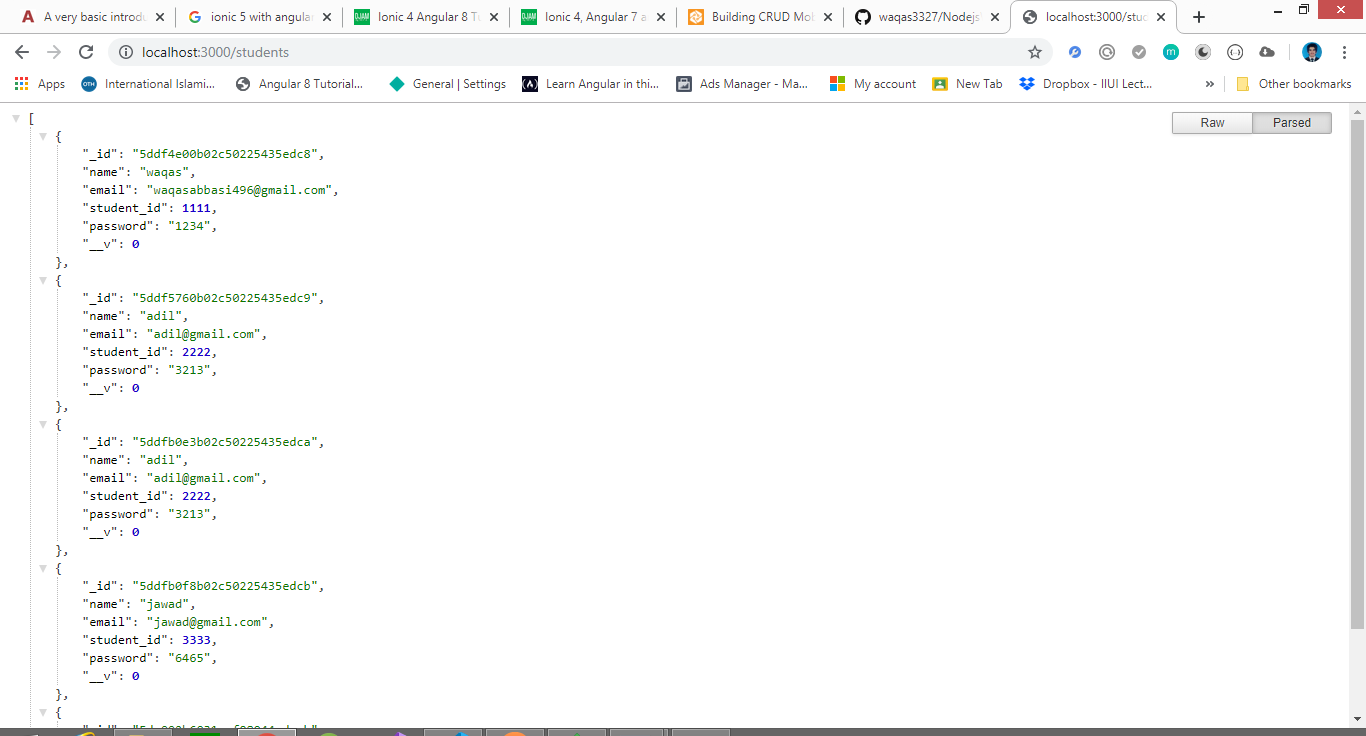 A very basic introdu
ionic 5 with angular
Ionic 4 Angular 8 Tu
Ionic 4, Angular 7 a
Building CRUD Mob
waqas3327/Nodejs
localhost:3000/stud
localhost:3000/students
Apps
International Islami...
Angular 8 Tutorial...
General | Settings
Learn Angular in thi...
Ads Manager - Ma...
My account
New Tab
Dropbox - IIUI Lect...
»
Other bookmarks
Raw
Parsed
[
{
"_id": "5ddf4e00b02c50225435edc8",
"name": "waqas",
"email": "waqasabbasi496@gmail.com",
"student_id": 1111,
"password": "1234",
"__v": 0
},
{
"_id": "5ddf5760b02c50225435edc9",
"name": "adil",
"email": "adil@gmail.com",
"student_id": 2222,
"password": "3213",
"__v": 0
},
{
"_id": "5ddfb0e3b02c50225435edca",
"name": "adil",
"email": "adil@gmail.com",
"student_id": 2222,
"password": "3213",
"__v": 0
},
{
"_id": "5ddfb0f8b02c50225435edcb",
"name": "jawad",
"email": "jawad@gmail.com",
"student_id": 3333,
"password": "6465",
"__v": 0
},
{